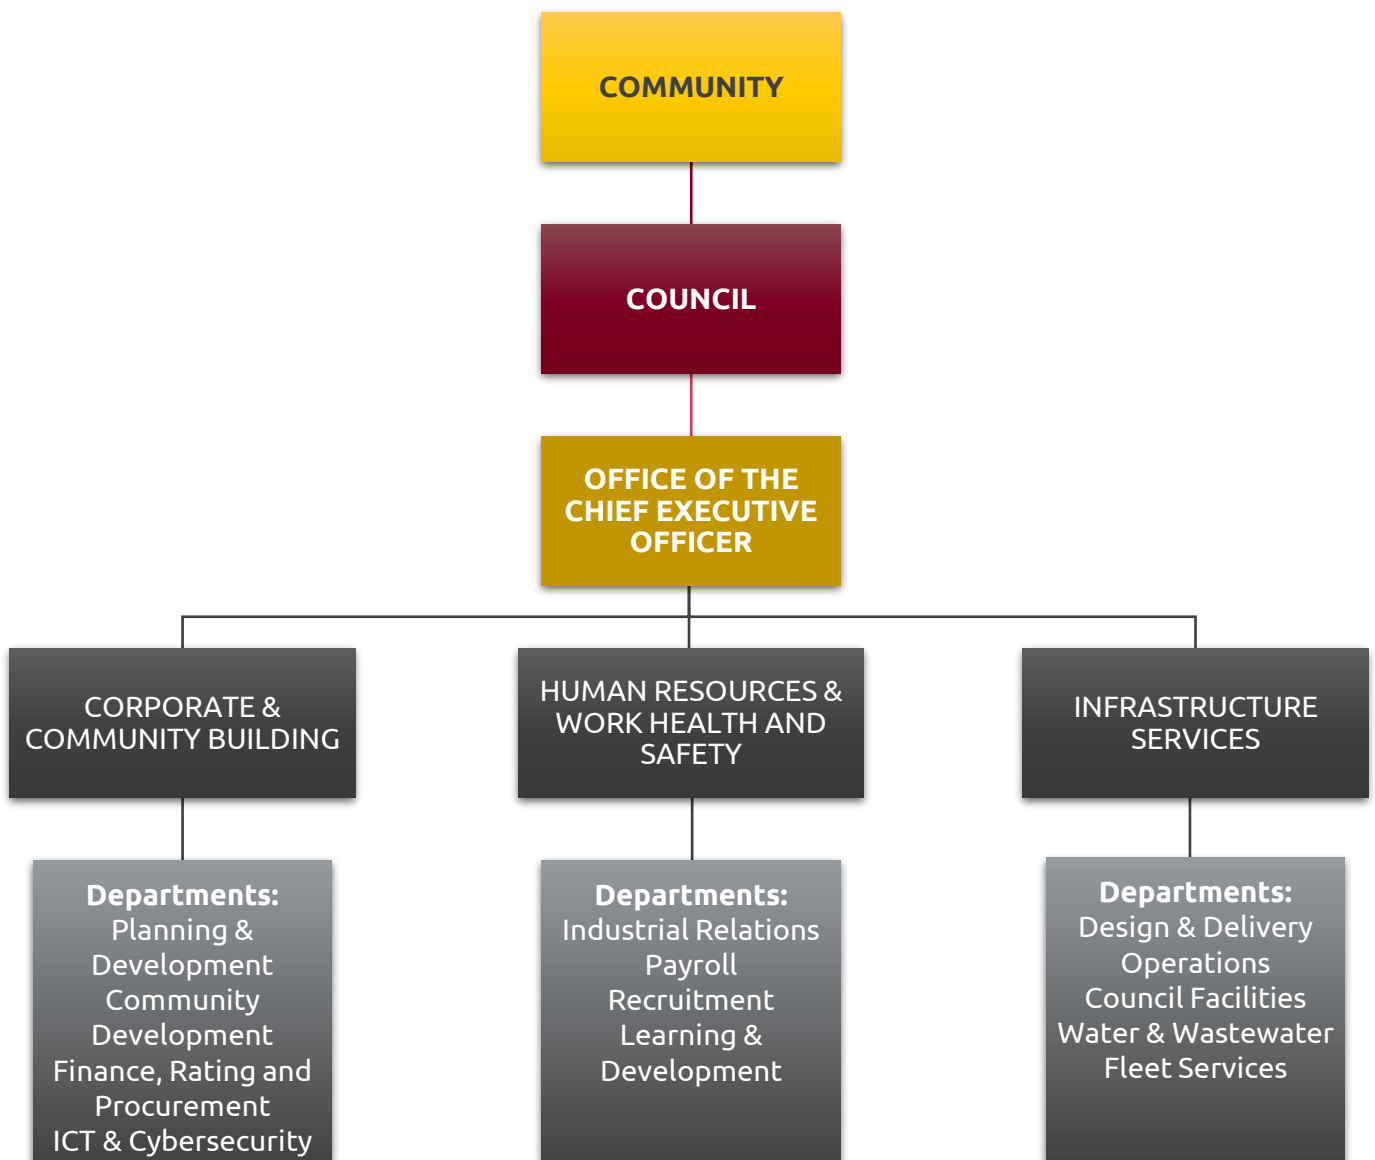 COMMUNITY
COUNCIL
OFFICE OF THE
CHIEF EXECUTIVE
OFFICER
CORPORATE &
COMMUNITY BUILDING
HUMAN RESOURCES &
WORK HEALTH AND
SAFETY
INFRASTRUCTURE
SERVICES
Departments:
Planning &
Development
Community
Development
Finance, Rating and
Procurement
ICT & Cybersecurity
Departments:
Industrial Relations
Payroll
Recruitment
Learning &
Development
Departments:
Design & Delivery
Operations
Council Facilities
Water & Wastewater
Fleet Services